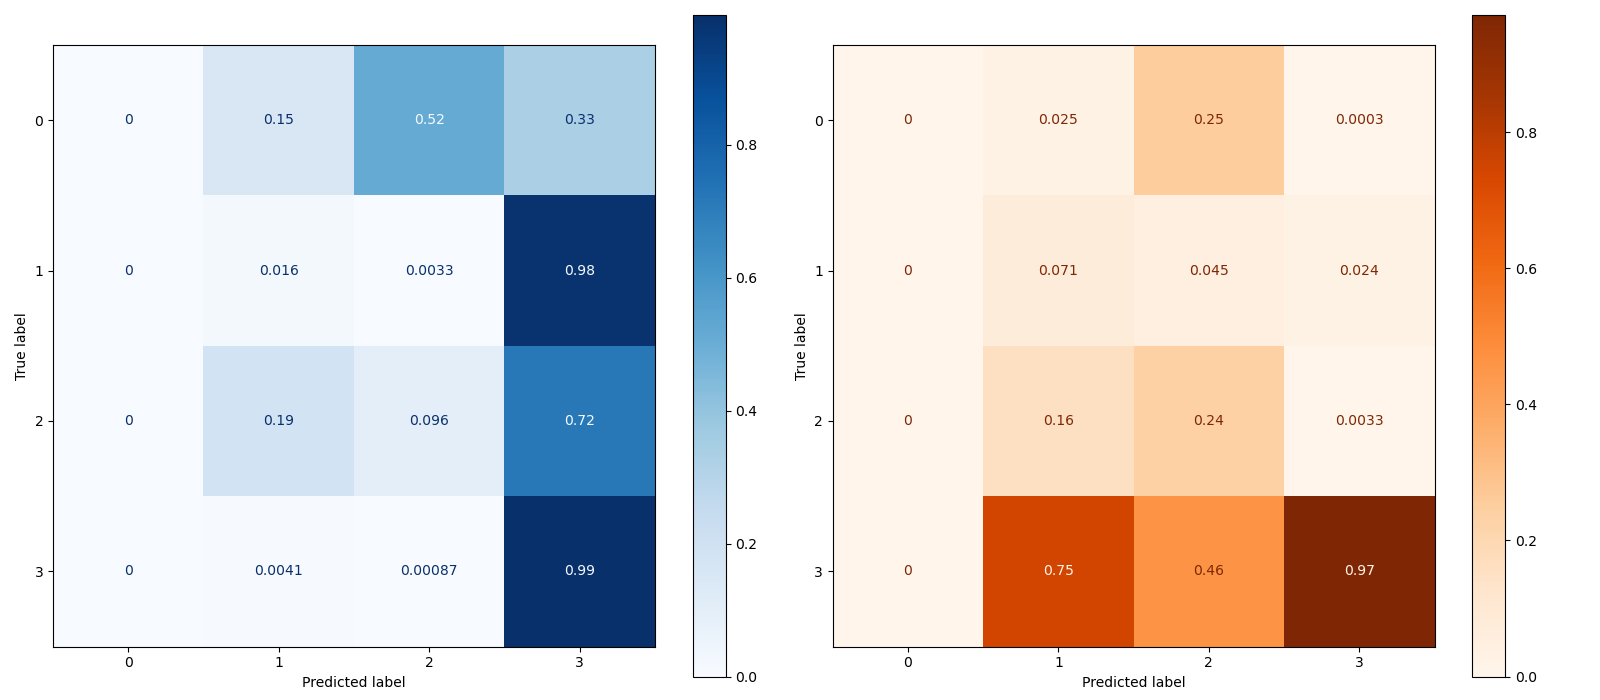 0 0 0.15 0.52 0.33
1 0 0.016 0.0033 0.98
2 0 0.19 0.096 0.72
3 0 0.0041 0.00087 0.99
0 1 2 3
Predicted label
True label
0.8
0.6
0.4
0.2
0.0
0 0 0.025 0.25 0.0003
1 0 0.071 0.045 0.024
2 0 0.16 0.24 0.0033
3 0 0.75 0.46 0.97
0 1 2 3
Predicted label
True label
0.8
0.6
0.4
0.2
0.0